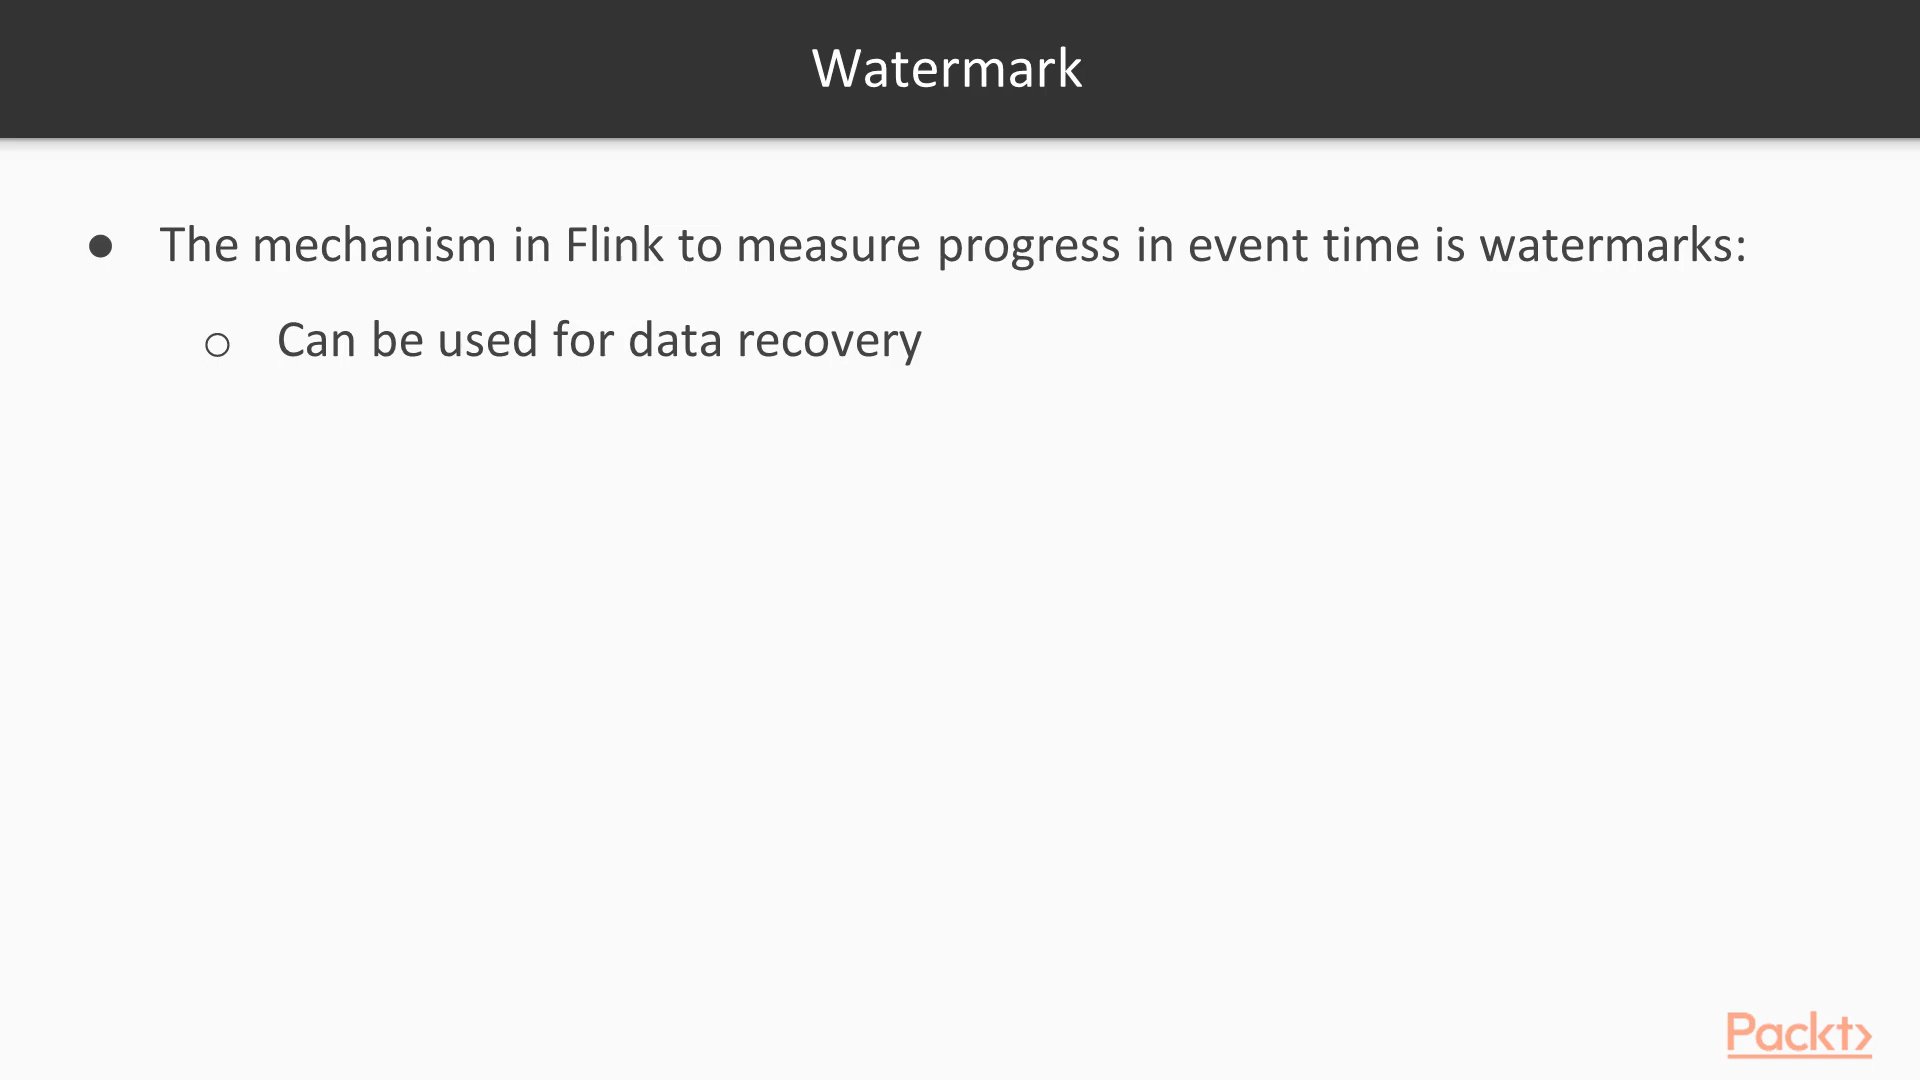 Watermark
● The mechanism in Flink to measure progress in event time is watermarks:
○ Can be used for data recovery
Packt>